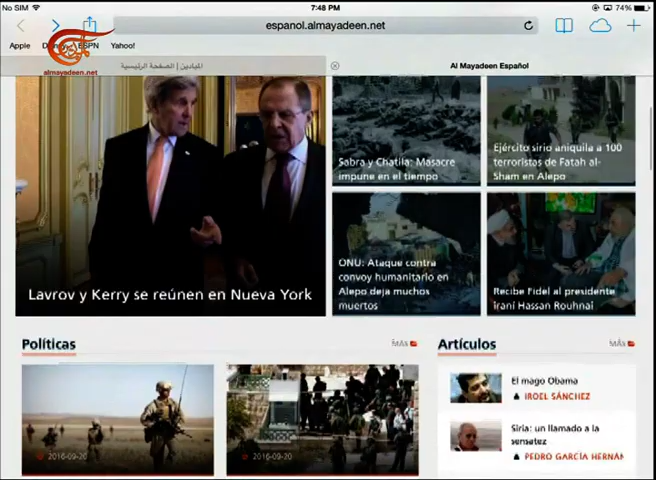 No SIM
7:48 PM
74%
espanol.almayadeen.net
Apple
Disney
ESPN
Yahoo!
almayadeen.net
الميادين | الصفحة الرئيسية
Al Mayadeen Español
Lavrov y Kerry se reúnen en Nueva York
Sabra y Chatila: Masacre
impune en el tiempo
Ejército sirio aniquila a 100
terroristas de Fatah al-
Sham en Alepo
ONU: Ataque contra
convoy humanitario en
Alepo deja muchos
muertos
Recibe Fidel al presidente
iraní Hassan Rouhnai
Políticas
MÁS
Artículos
MÁS
2016-09-20
2016-09-20
El mago Obama
IROEL SÁNCHEZ
Siria: un llamado a la
sensatez
PEDRO GARCÍA HERNÁN